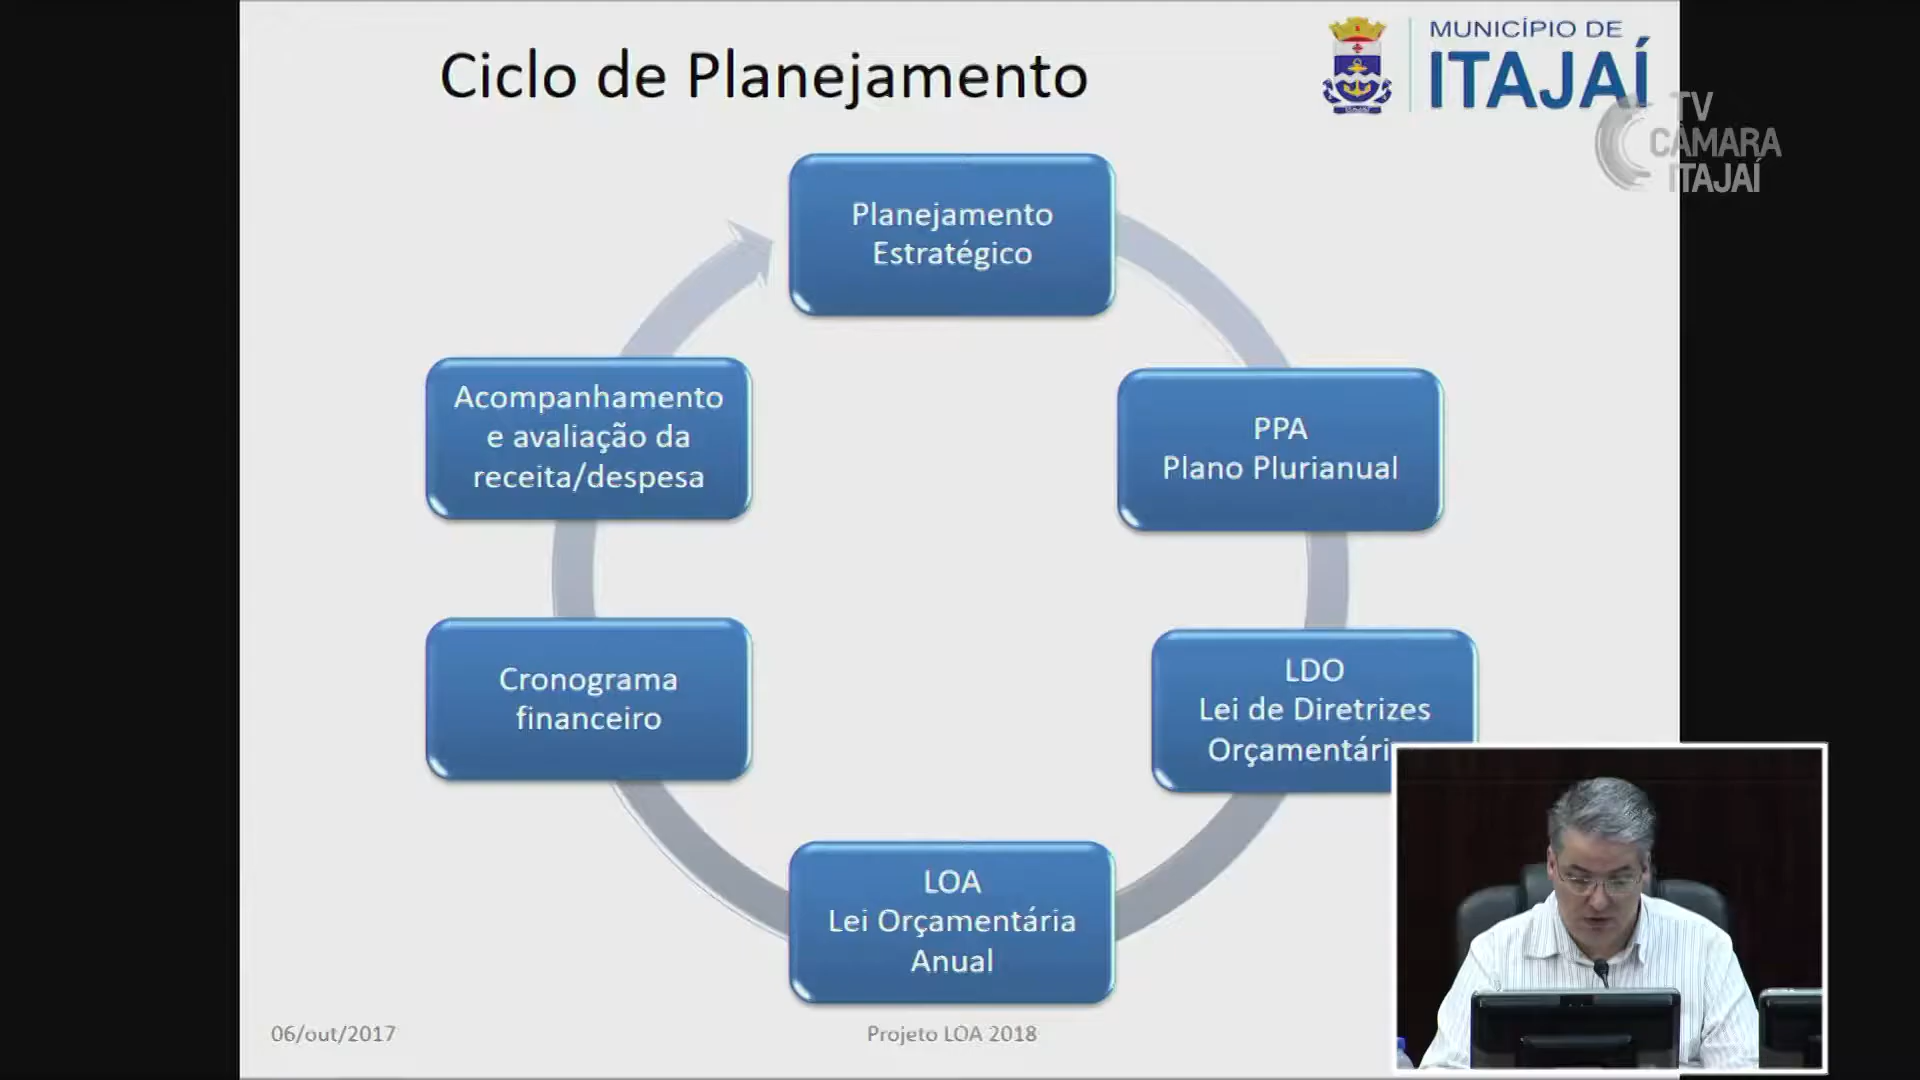 Ciclo de Planejamento
MUNICÍPIO DE
ITAJAÍ
TV
CÂMARA
ITAJAÍ
Planejamento
Estratégico
PPA
Plano Plurianual
LDO
Lei de Diretrizes
LOA
Lei Orçamentária
Anual
Cronograma
financeiro
Acompanhamento
e avaliação da
receita/despesa
06/out/2017
Projeto LOA 2018